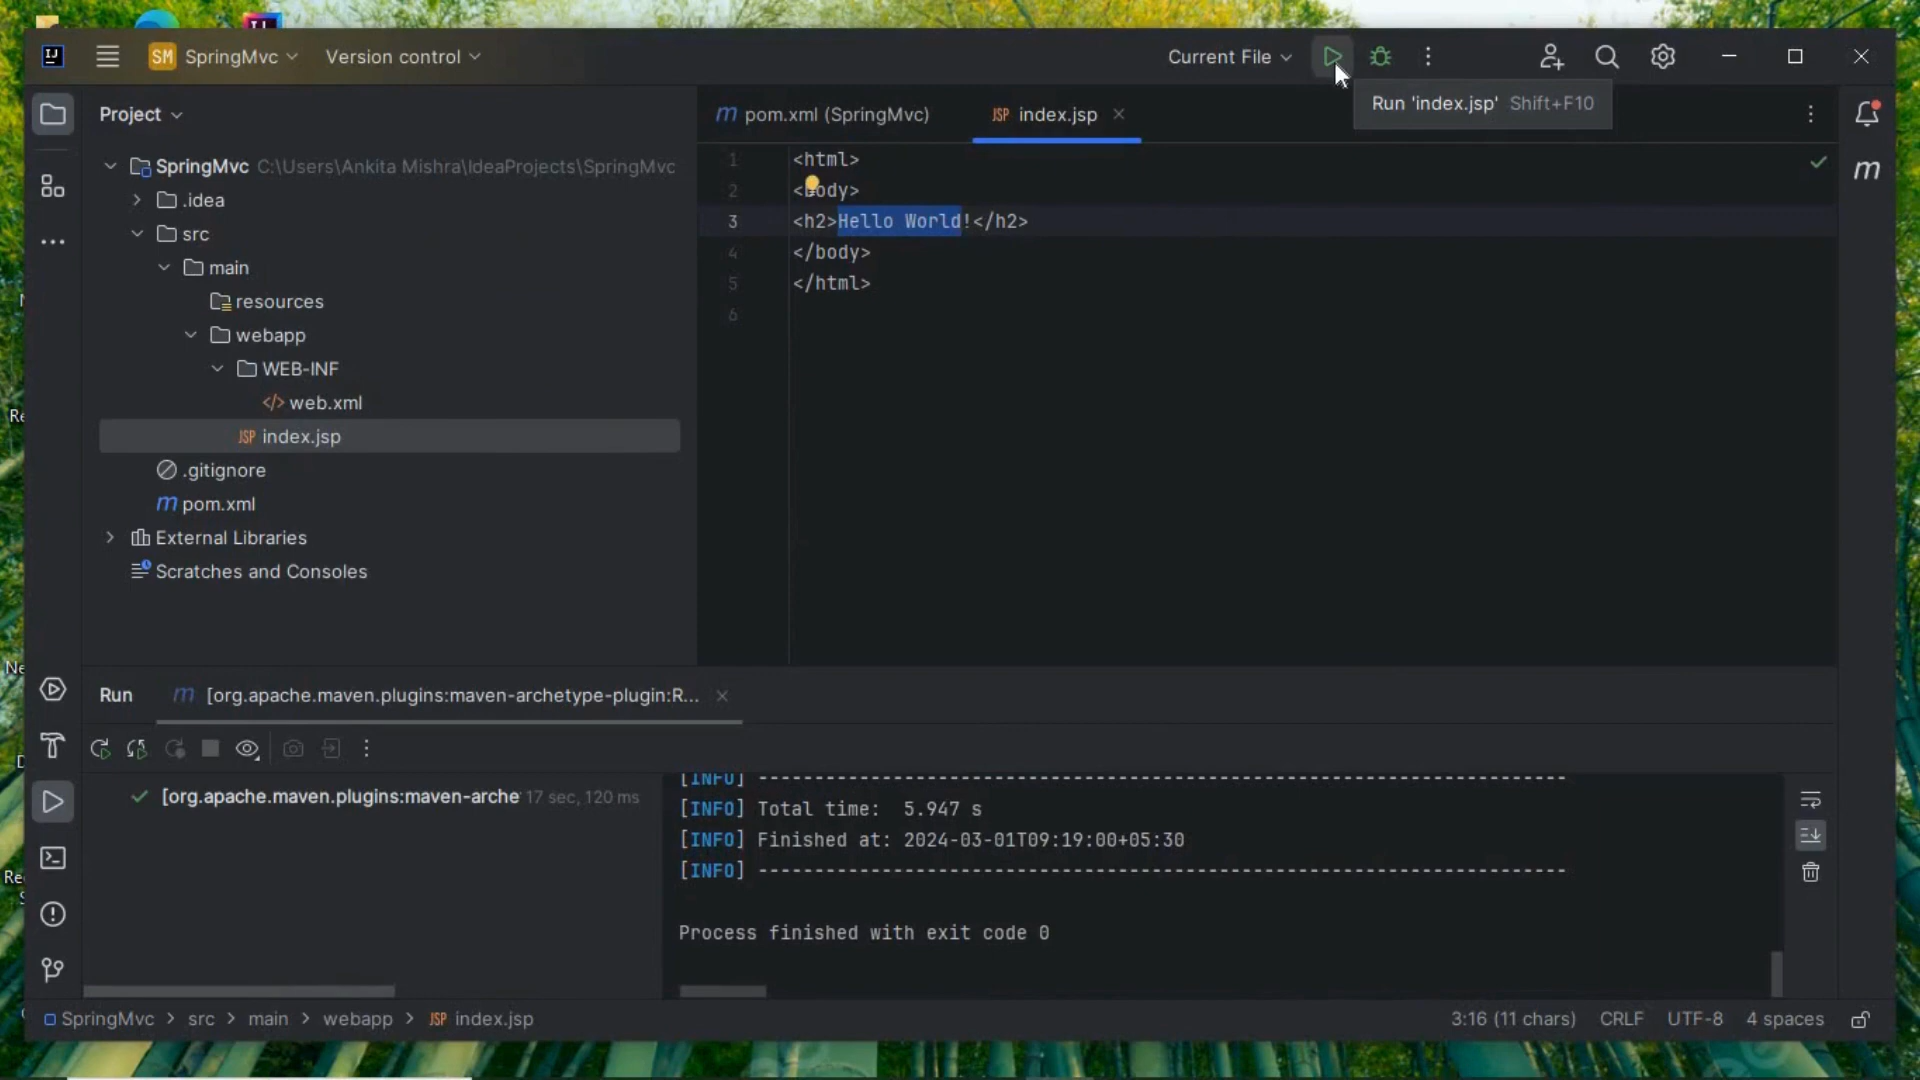 IJ
SM SpringMvc
Version control
Current File
Run 'index.jsp' Shift+F10
Project
pom.xml (SpringMvc)
JSP index.jsp
SpringMvc C:\Users\Ankita Mishra\IdeaProjects\SpringMvc
.idea
src
main
resources
webapp
WEB-INF
</> web.xml
JSP index.jsp
.gitignore
m pom.xml
External Libraries
Scratches and Consoles
1 <html>
2 <body>
3 <h2>Hello World!</h2>
4 </body>
5 </html>
6
Run
m [org.apache.maven.plugins:maven-archetype-plugin:R...
[org.apache.maven.plugins:maven-arche 17 sec, 120 ms
[INFO] ------------------------------------------------------------------------
[INFO] Total time:  5.947 s
[INFO] Finished at: 2024-03-01T09:19:00+05:30
[INFO] ------------------------------------------------------------------------
Process finished with exit code 0
SpringMvc > src > main > webapp > JSP index.jsp
3:16 (11 chars)
CRLF
UTF-8
4 spaces